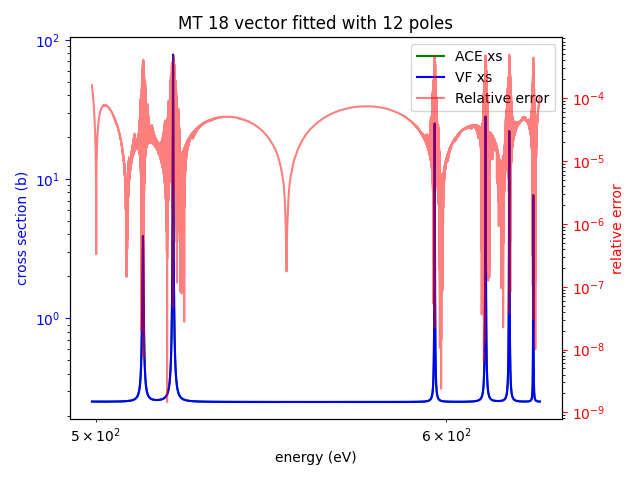 MT 18 vector fitted with 12 poles
ACE xs
VF xs
Relative error
cross section (b)
10²
10¹
10⁰
10⁻⁴
10⁻⁵
10⁻⁶
10⁻⁷
10⁻⁸
10⁻⁹
relative error
5 × 10²
6 × 10²
energy (eV)